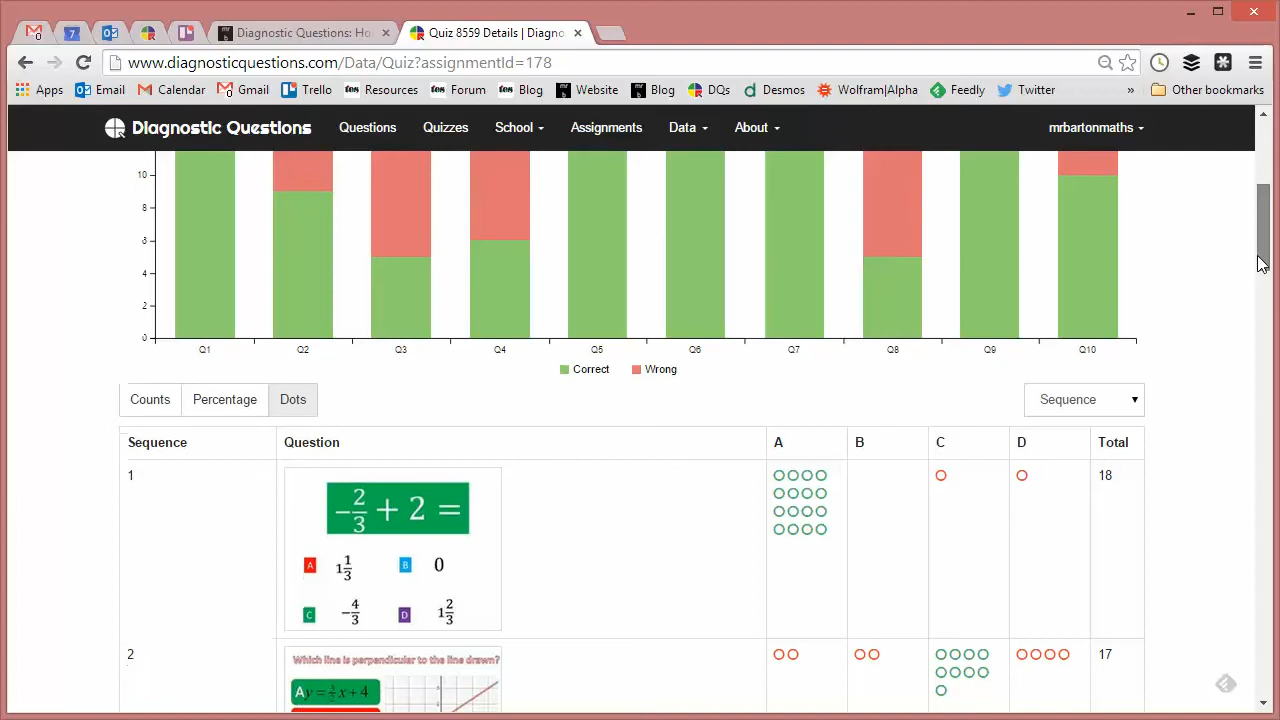 Diagnostic Questions: Ho
Quiz 8559 Details | Diagno
www.diagnosticquestions.com/Data/Quiz?assignmentId=178
Apps Email Calendar Gmail Trello tes Resources tes Forum tes Blog Website Blog DQs Desmos Wolfram|Alpha Feedly Twitter » Other bookmarks
Diagnostic Questions Questions Quizzes School Assignments Data About mrbartonmaths
10
8
6
4
2
0
Q1 Q2 Q3 Q4 Q5 Q6 Q7 Q8 Q9 Q10
Correct Wrong
Counts Percentage Dots Sequence
Sequence Question A B C D Total
1 18
-2/3 + 2 =
A 1 1/3 B 0
C -4/3 D 1 2/3
2 17
Which line is perpendicular to the line drawn?